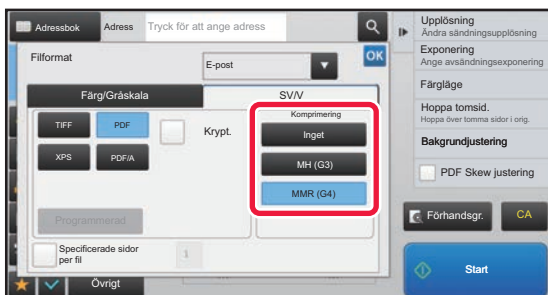 Adressbok
Adress
Tryck för att ange adress
Filformat
E-post
OK
Färg/Gråskala
SV/V
TIFF
PDF
Krypt.
XPS
PDF/A
Komprimering
Inget
MH (G3)
MMR (G4)
Programmerad
Specificerade sidor
per fil
1
Övrigt
Upplösning
Ändra sändningsupplösning
Exponering
Ange avsändningsexponering
Färgläge
Hoppa tomsid.
Hoppa över tomma sidor i orig.
Bakgrundjustering
PDF Skew justering
Förhandsgr.
CA
Start